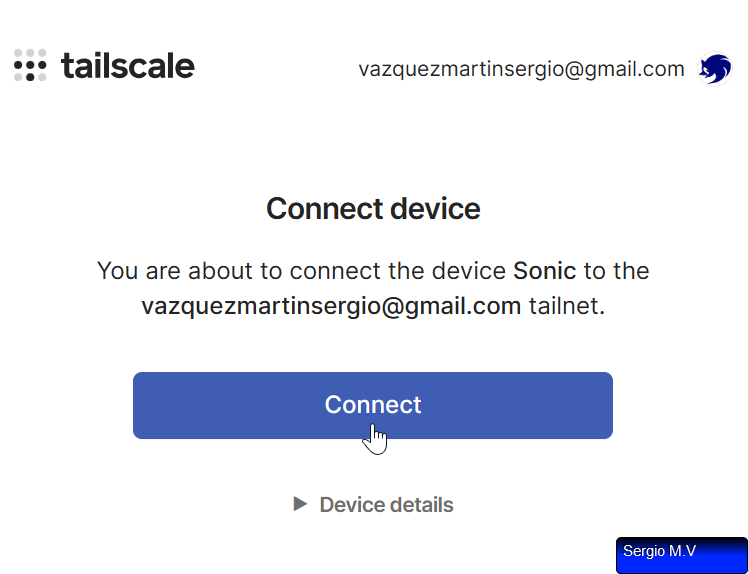 tailscale
vazquezmartinsergio@gmail.com
Connect device
You are about to connect the device Sonic to the
vazquezmartinsergio@gmail.com tailnet.
Connect
Device details
Sergio M.V